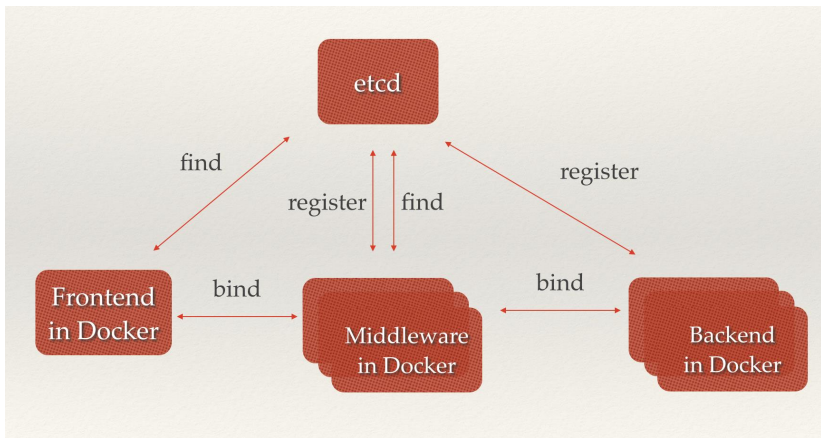 etcd
find
register
register
find
Frontend
in Docker
bind
bind
Middleware
in Docker
Backend
in Docker